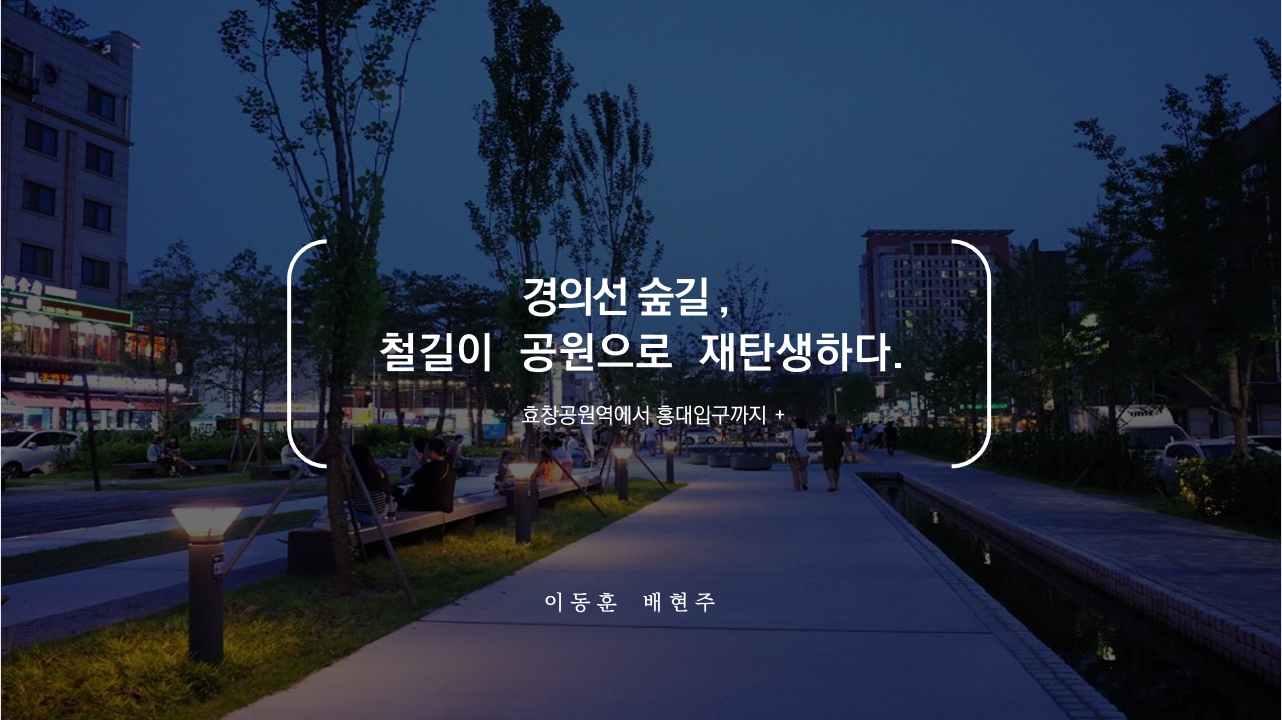 경의선 숲길 ,
철길이 공원으로 재탄생하다.
효창공원역에서 홍대입구까지 +
이동훈 배현주